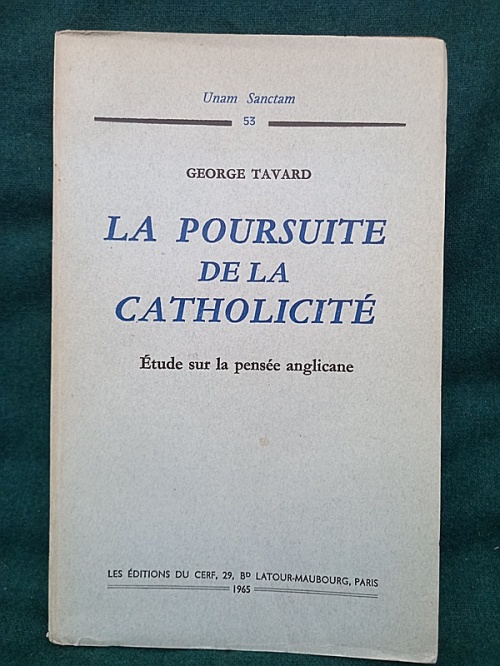 Unam Sanctam
53
GEORGE TAVARD
LA POURSUITE
DE LA
CATHOLICITÉ
Étude sur la pensée anglicane
LES ÉDITIONS DU CERF, 29, BD LATOUR-MAUBOURG, PARIS
1965